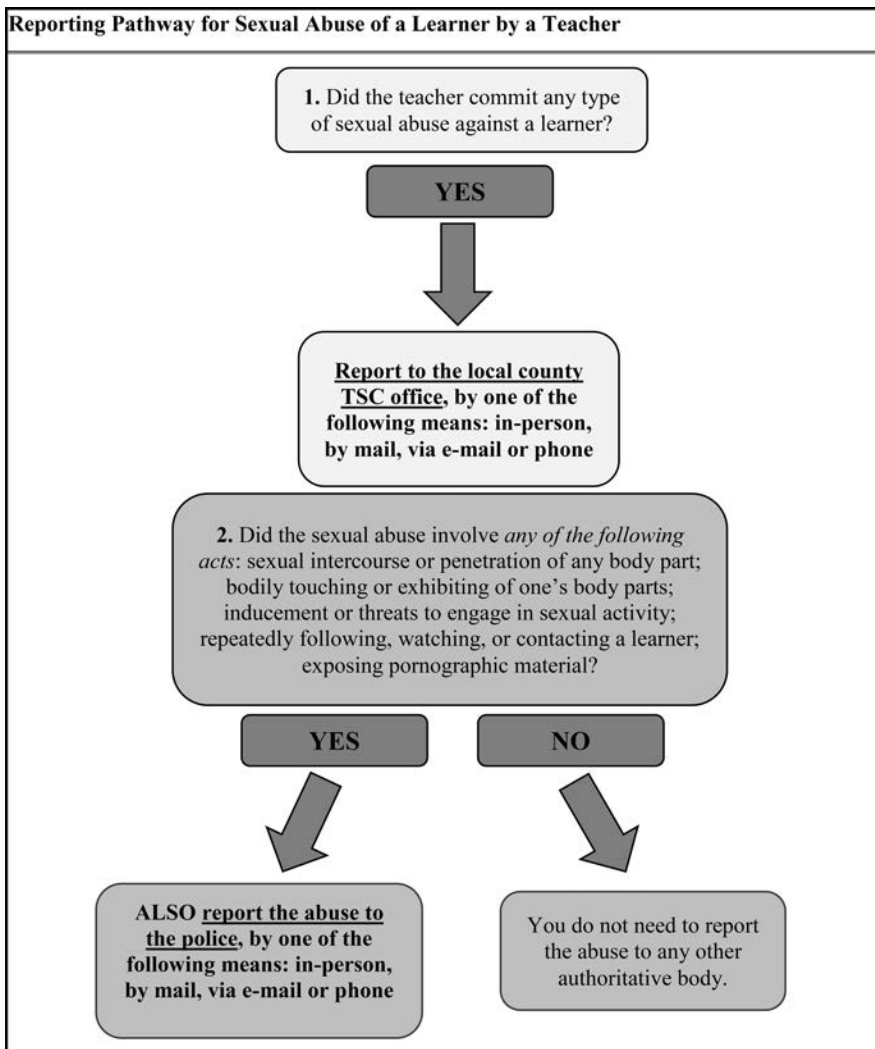 Reporting Pathway for Sexual Abuse of a Learner by a Teacher
1. Did the teacher commit any type
of sexual abuse against a learner?
YES
Report to the local county
TSC office, by one of the
following means: in-person,
by mail, via e-mail or phone
2. Did the sexual abuse involve any of the following
acts: sexual intercourse or penetration of any body part;
bodily touching or exhibiting of one's body parts;
inducement or threats to engage in sexual activity;
repeatedly following, watching, or contacting a learner;
exposing pornographic material?
YES
NO
ALSO report the abuse to
the police, by one of the
following means: in-person,
by mail, via e-mail or phone
You do not need to report
the abuse to any other
authoritative body.